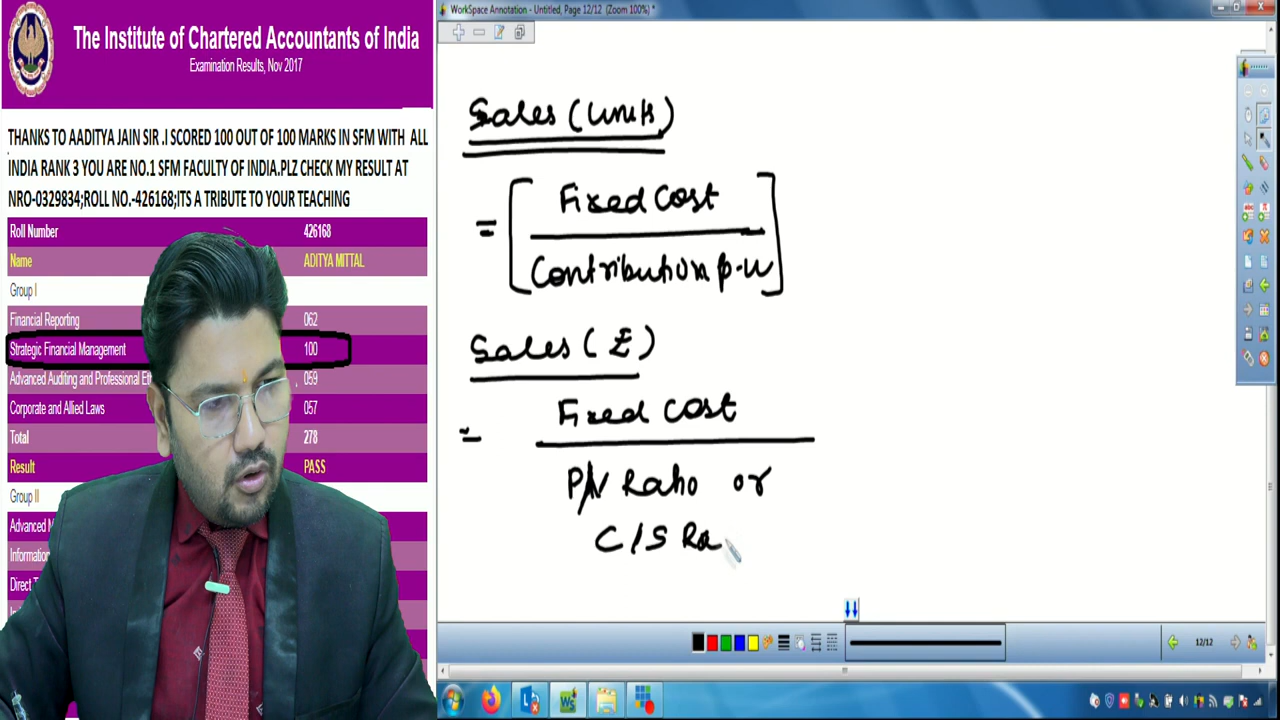 WorkSpace Annotation - Untitled, Page 12/12 (Zoom 100%) *
The Institute of Chartered Accountants of India
Examination Results, Nov 2017
THANKS TO AADITYA JAIN SIR .I SCORED 100 OUT OF 100 MARKS IN SFM WITH ALL
INDIA RANK 3 YOU ARE NO.1 SFM FACULTY OF INDIA.PLZ CHECK MY RESULT AT
NRO-0329834;ROLL NO.-426168;ITS A TRIBUTE TO YOUR TEACHING
Roll Number 426168
Name ADITYA MITTAL
Group I
Financial Reporting 062
Strategic Financial Management 100
Advanced Auditing and Professional 059
Corporate and Allied Laws 057
Total 278
Result PASS
Group II
Advanced
Direct
Sales (Units)
= [Fixed Cost
Contribution p.u]
Sales (£)
= Fixed Cost
P/V Ratio or
C/S Ra
12/12